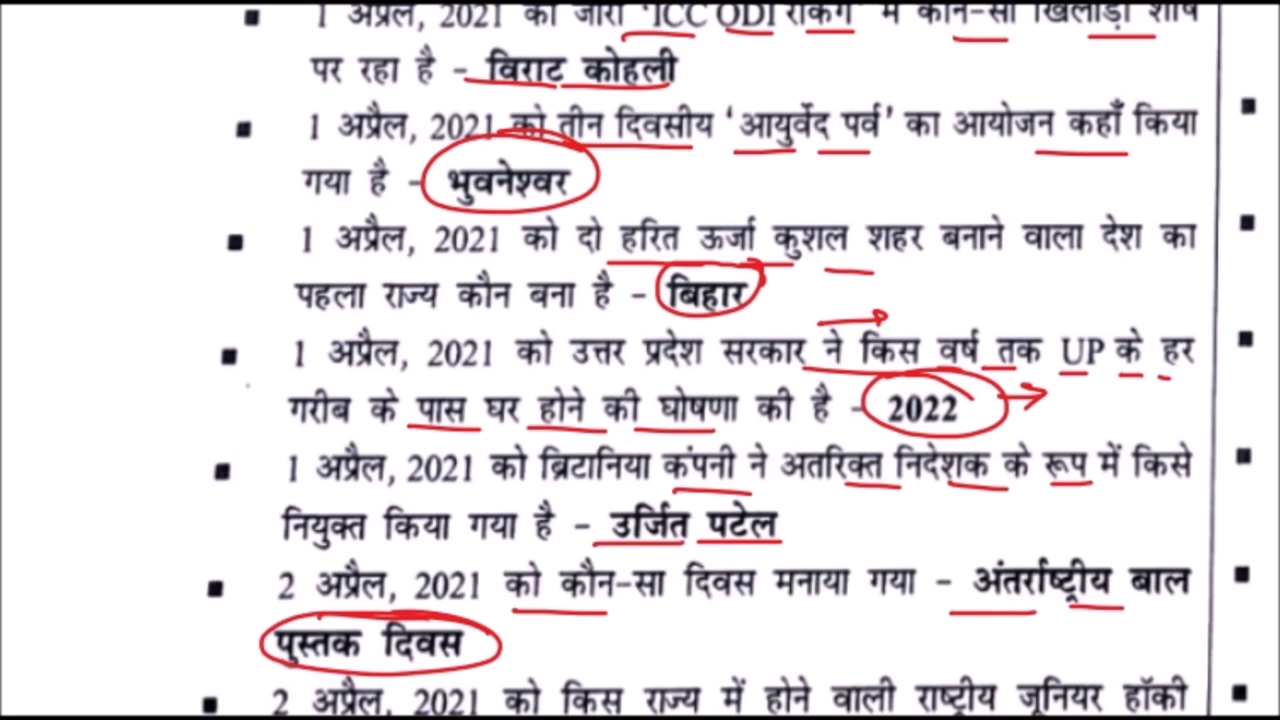 1 अप्रैल, 2021 को जारी 'ICC ODI रैंकिंग' में कौन-सा खिलाड़ी शीर्ष
पर रहा है - विराट कोहली
1 अप्रैल, 2021 को तीन दिवसीय 'आयुर्वेद पर्व' का आयोजन कहाँ किया
गया है - भुवनेश्वर
1 अप्रैल, 2021 को दो हरित ऊर्जा कुशल शहर बनाने वाला देश का
पहला राज्य कौन बना है - बिहार
1 अप्रैल, 2021 को उत्तर प्रदेश सरकार ने किस वर्ष तक UP के हर
गरीब के पास घर होने की घोषणा की है - 2022
1 अप्रैल, 2021 को ब्रिटानिया कंपनी ने अतरिक्त निदेशक के रूप में किसे
नियुक्त किया गया है - उर्जित पटेल
2 अप्रैल, 2021 को कौन-सा दिवस मनाया गया - अंतर्राष्ट्रीय बाल
पुस्तक दिवस
2 अप्रैल, 2021 को किस राज्य में होने वाली राष्ट्रीय जूनियर हॉकी